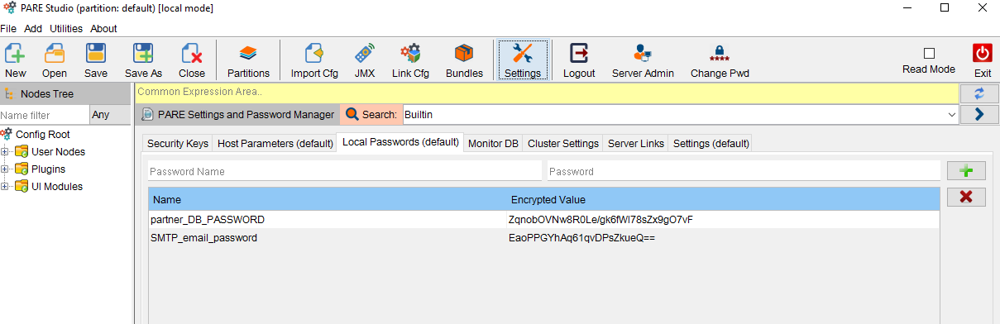 PARE Studio (partition: default) [local mode]
File Add Utilities About
New Open Save Save As Close Partitions Import Cfg JMX Link Cfg Bundles Settings Logout Server Admin Change Pwd Read Mode Exit
Nodes Tree
Common Expression Area..
Name filter Any
PARE Settings and Password Manager Search: Builtin
Config Root
User Nodes
Plugins
UI Modules
Security Keys Host Parameters (default) Local Passwords (default) Monitor DB Cluster Settings Server Links Settings (default)
Password Name Password
Name Encrypted Value
partner_DB_PASSWORD ZqnobOVNw8R0Le/gk6fWl78sZx9gO7vF
SMTP_email_password EaoPPGYhAq61qvDPsZkueQ==